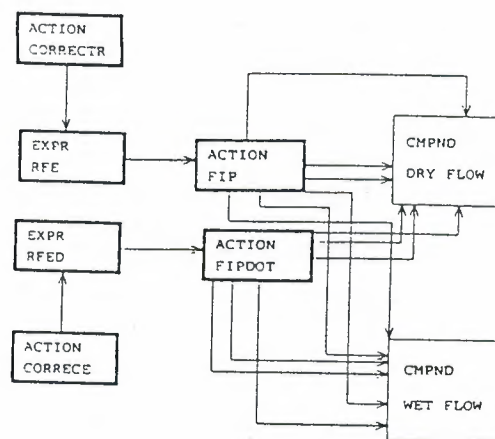 ACTION
CORRECTR
EXPR
RFE
ACTION
FIP
CMPND
DRY FLOW
EXPR
RFED
ACTION
FIPDOT
ACTION
CORRECE
CMPND
WET FLOW